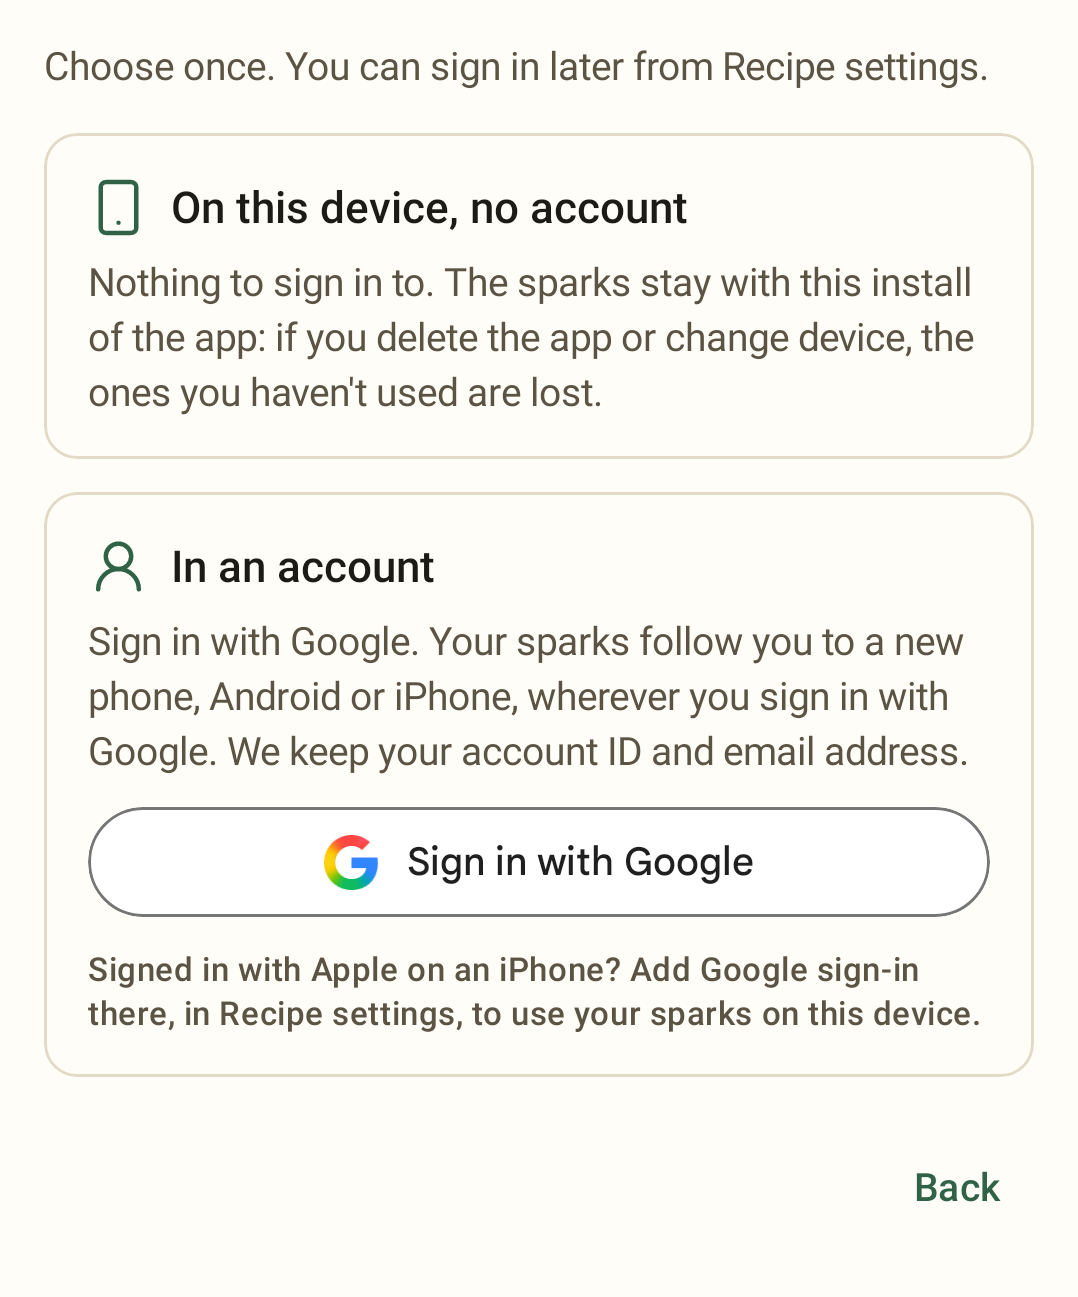 Choose once. You can sign in later from Recipe settings.
On this device, no account
Nothing to sign in to. The sparks stay with this install
of the app: if you delete the app or change device, the
ones you haven't used are lost.
In an account
Sign in with Google. Your sparks follow you to a new
phone, Android or iPhone, wherever you sign in with
Google. We keep your account ID and email address.
Sign in with Google
Signed in with Apple on an iPhone? Add Google sign-in
there, in Recipe settings, to use your sparks on this device.
Back